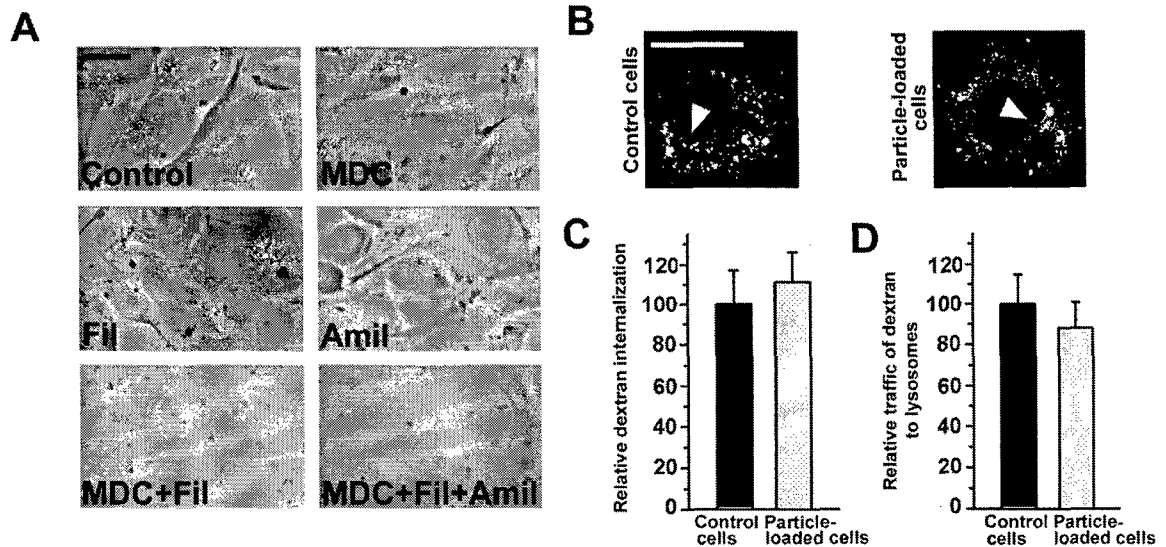 A
Control
MDC
Fil
Amil
MDC+Fil
MDC+Fil+Amil
B
Control cells
Particle-loaded
cells
C
Relative dextran internalization
120
100
80
60
40
20
0
Control
cells
Particle-
loaded cells
D
Relative traffic of dextran
to lysosomes
120
100
80
60
40
20
0
Control
cells
Particle-
loaded cells